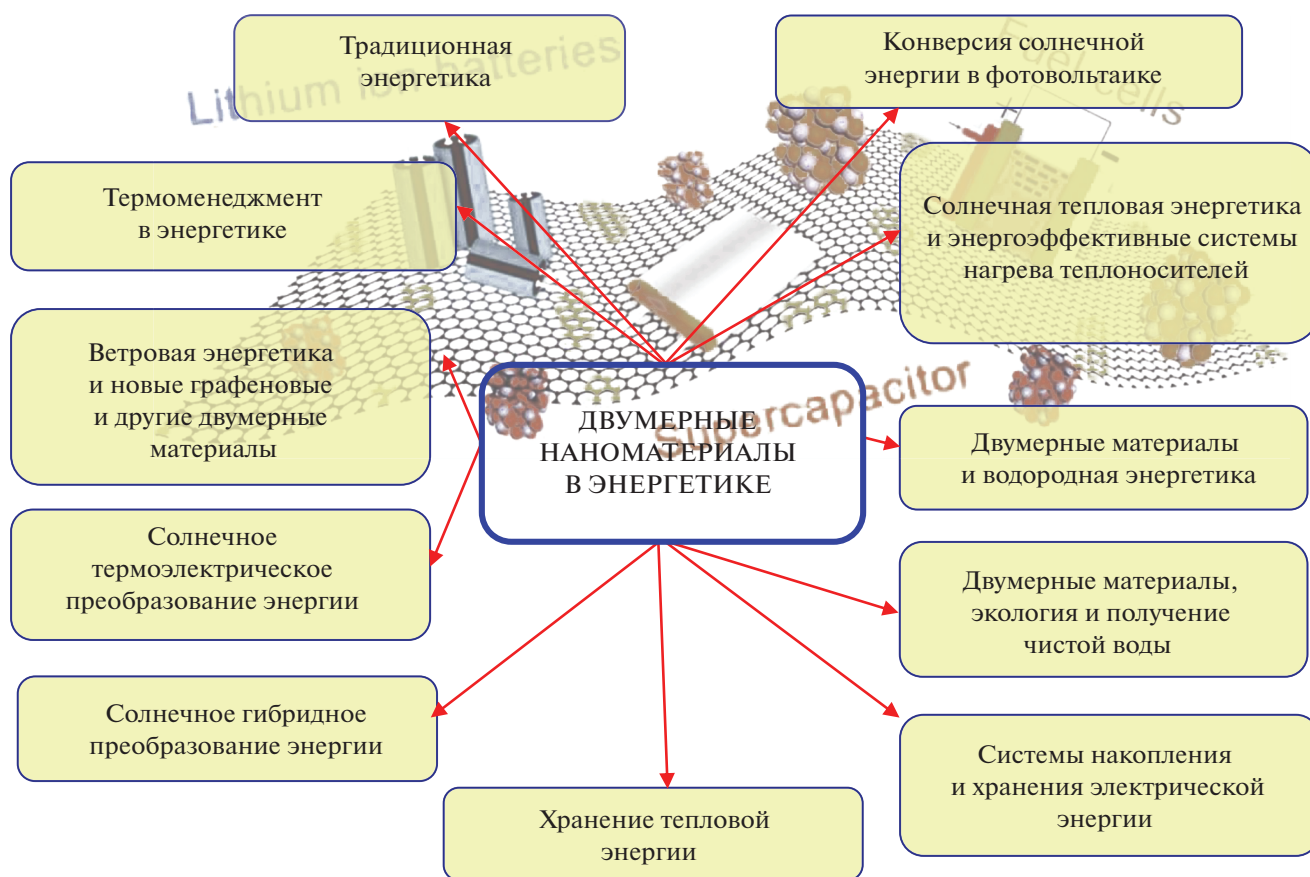 Традиционная
энергетика
Конверсия солнечной
энергии в фотовольтаике
Lithium ion batteries
Fuel cells
Термоменеджмент
в энергетике
Солнечная тепловая энергетика
и энергоэффективные системы
нагрева теплоносителей
Ветровая энергетика
и новые графеновые
и другие двумерные
материалы
Supercapacitor
ДВУМЕРНЫЕ
НАНОМАТЕРИАЛЫ
В ЭНЕРГЕТИКЕ
Двумерные материалы
и водородная энергетика
Солнечное
термоэлектрическое
преобразование энергии
Двумерные материалы,
экология и получение
чистой воды
Солнечное гибридное
преобразование энергии
Системы накопления
и хранения электрической
энергии
Хранение тепловой
энергии